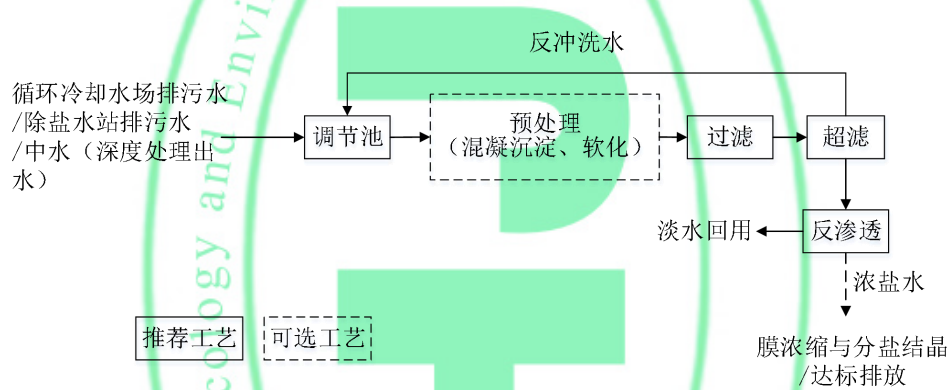 反冲洗水
循环冷却水场排污水
/除盐水站排污水
/中水（深度处理出
水）
调节池
预处理
（混凝沉淀、软化）
过滤
超滤
淡水回用
反渗透
浓盐水
推荐工艺
可选工艺
膜浓缩与分盐结晶
/达标排放
cology and Envi